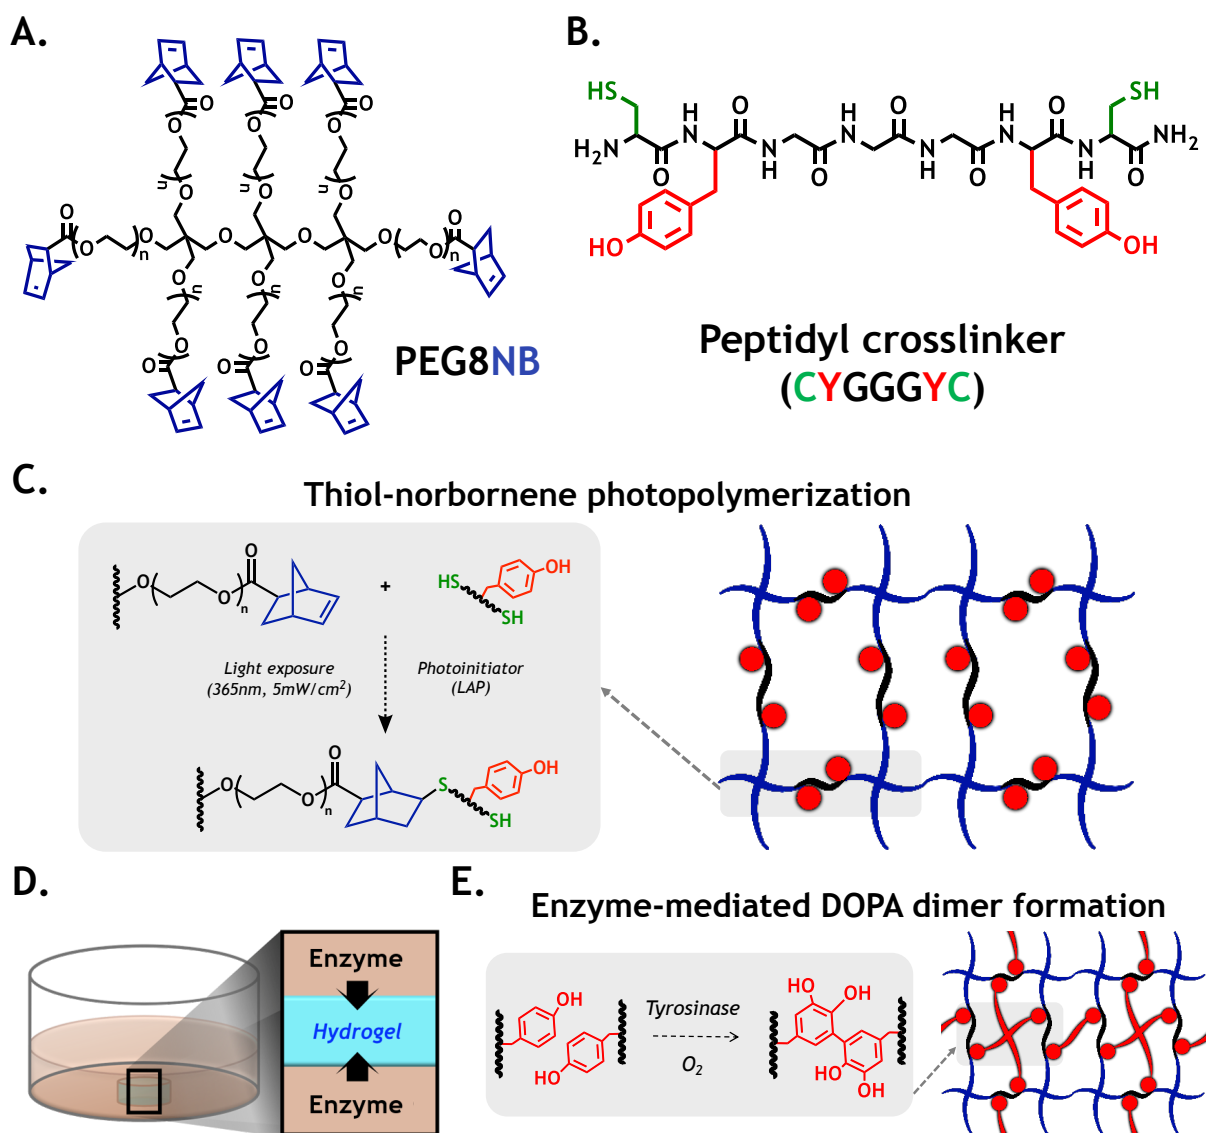 A.
O O O
O O O
n n n
O O O
O O O n O O O O n O
O O O
n n n
O O O
O O O
PEG8NB
B.
HS O H N O H N O H N O SH
H2N O N H O N H O N H O NH2
HO OH
Peptidyl crosslinker
(CYGGGYC)
C.
Thiol-norbornene photopolymerization
O O O n + HS OH SH
Light exposure
(365nm, 5mW/cm2)
Photoinitiator
(LAP)
O O O n S OH SH
D.
Enzyme
Hydrogel
Enzyme
E.
Enzyme-mediated DOPA dimer formation
OH
HO
Tyrosinase
O2
HO OH
HO OH